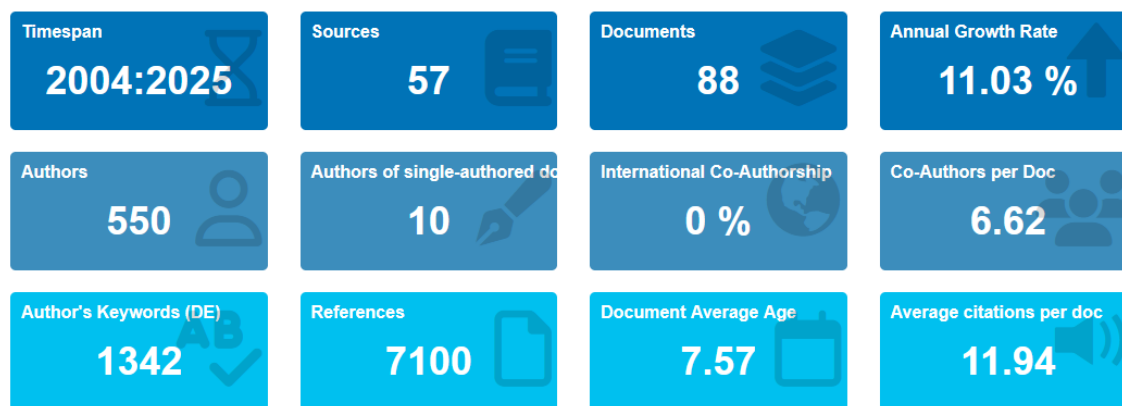 Timespan
2004:2025
Sources
57
Documents
88
Annual Growth Rate
11.03 %
Authors
550
Authors of single-authored do
10
International Co-Authorship
0 %
Co-Authors per Doc
6.62
Author's Keywords (DE)
1342
AB
References
7100
Document Average Age
7.57
Average citations per doc
11.94